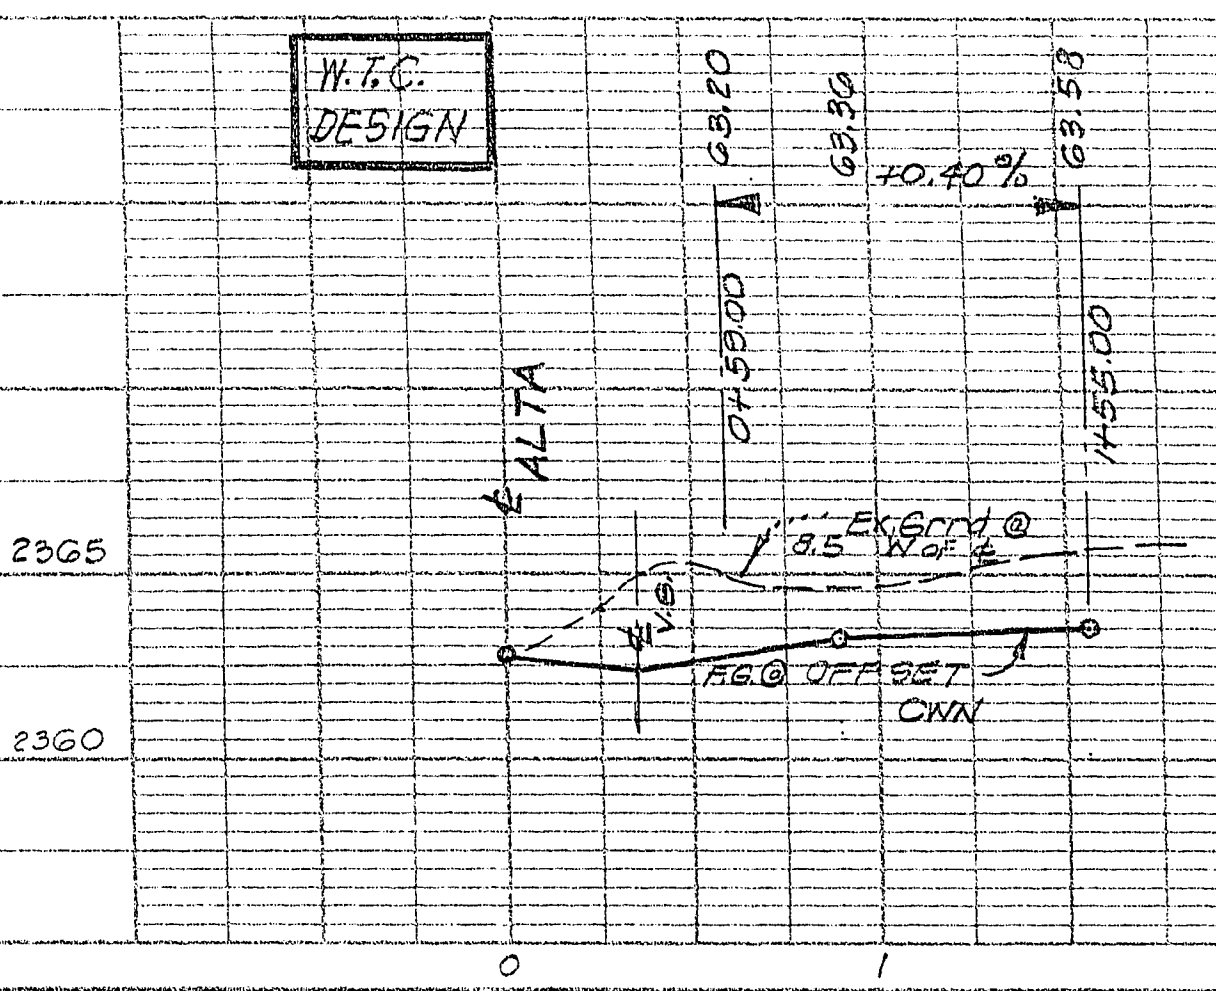 W.T.C.
DESIGN
63.20
63.36
63.58
+0.40%
0+59.00
1+55.00
℄ ALTA
Ex. Grnd @
8.5' W OF ℄
2365
℄ V.G.
F.G. @ OFFSET
CWN
2360
0
1